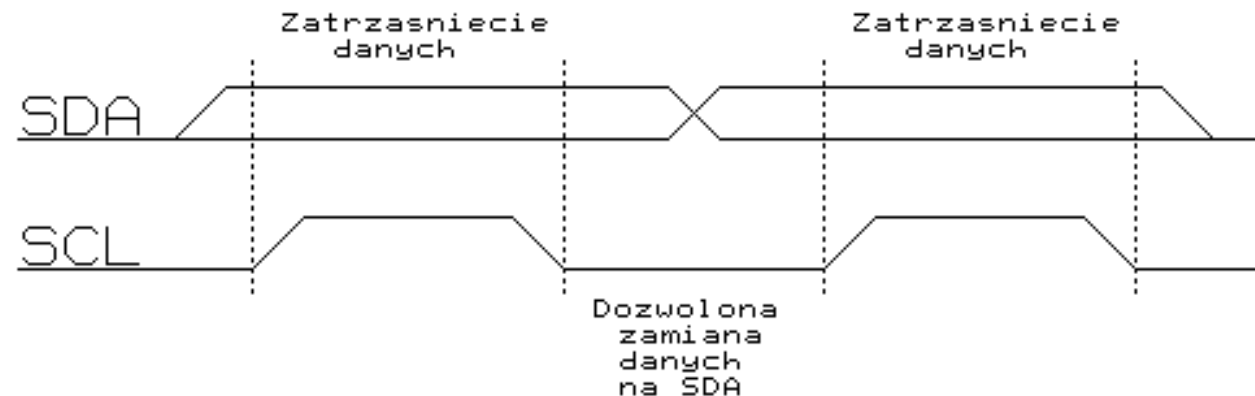 Zatrzasniecie
danych
Zatrzasniecie
danych
SDA
SCL
Dozwolona
zamiana
danych
na SDA